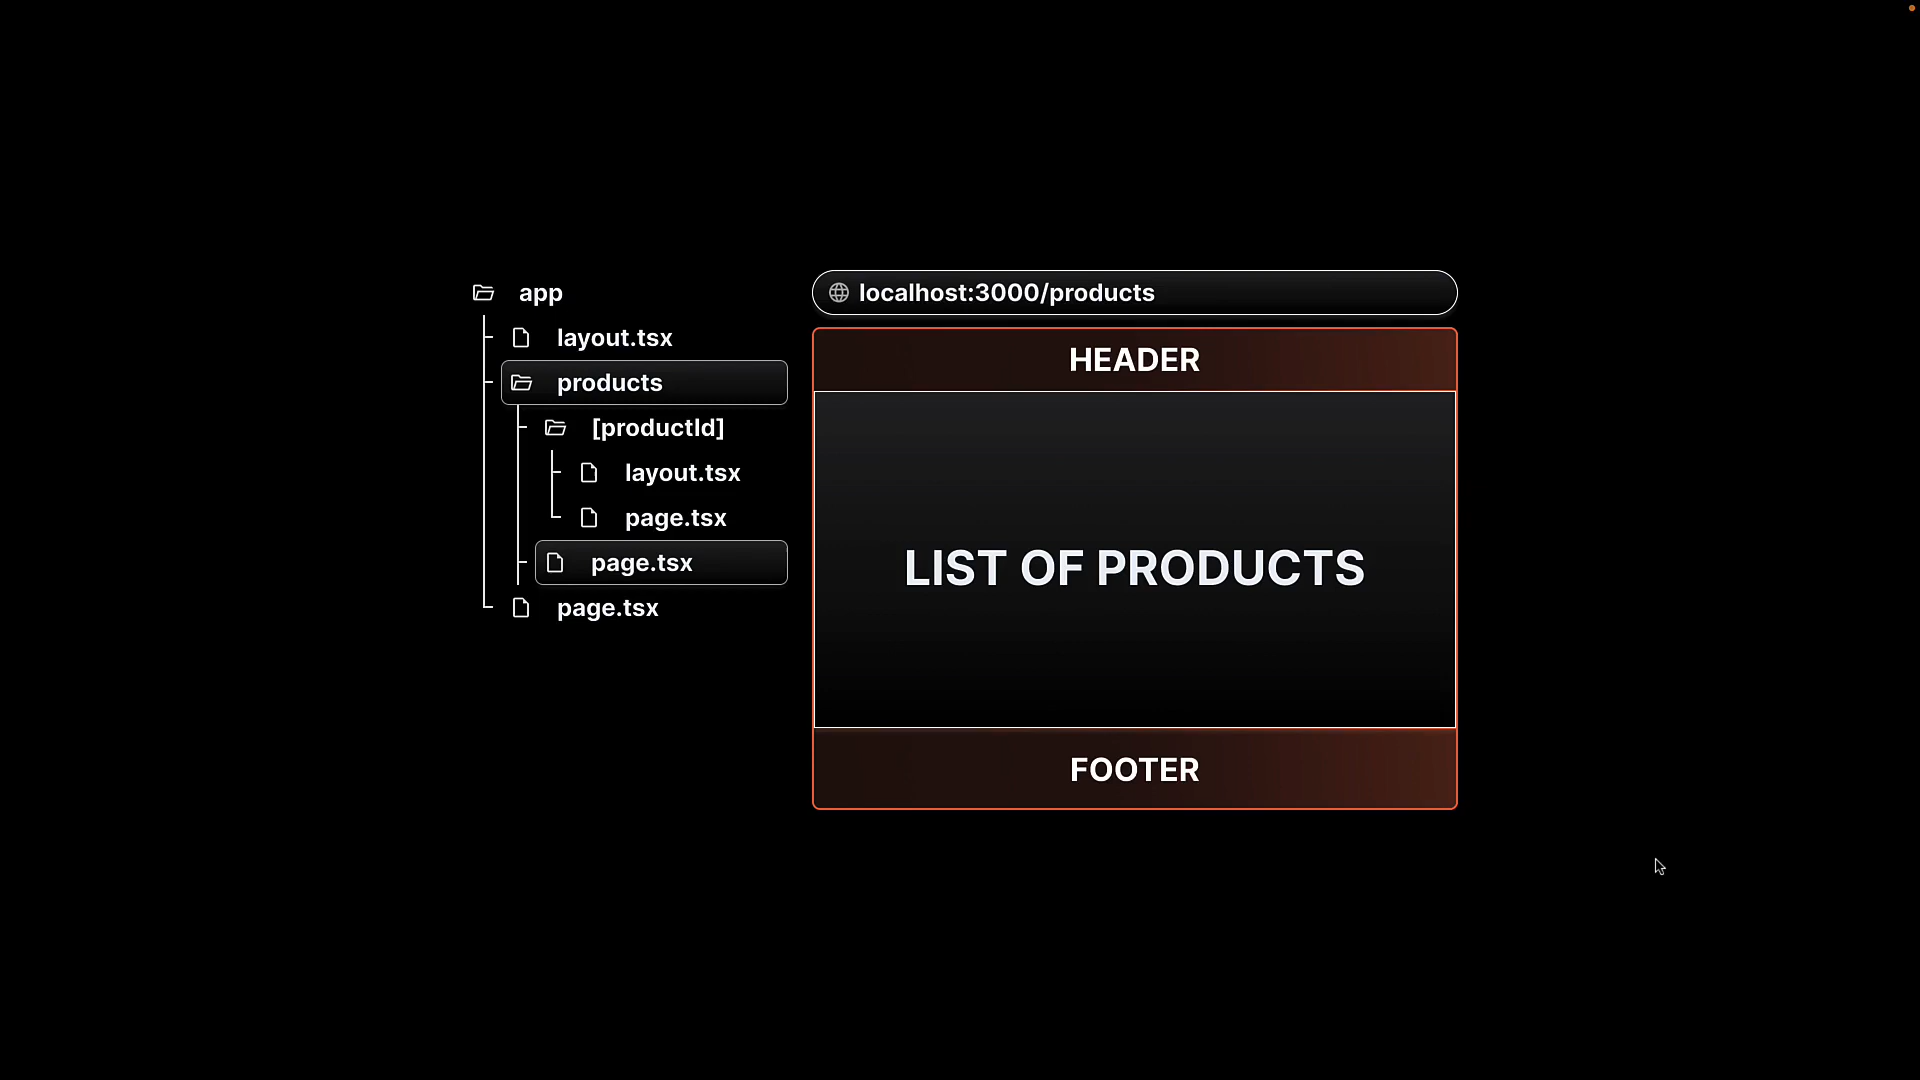 app
layout.tsx
products
[productId]
layout.tsx
page.tsx
page.tsx
page.tsx
localhost:3000/products
HEADER
LIST OF PRODUCTS
FOOTER